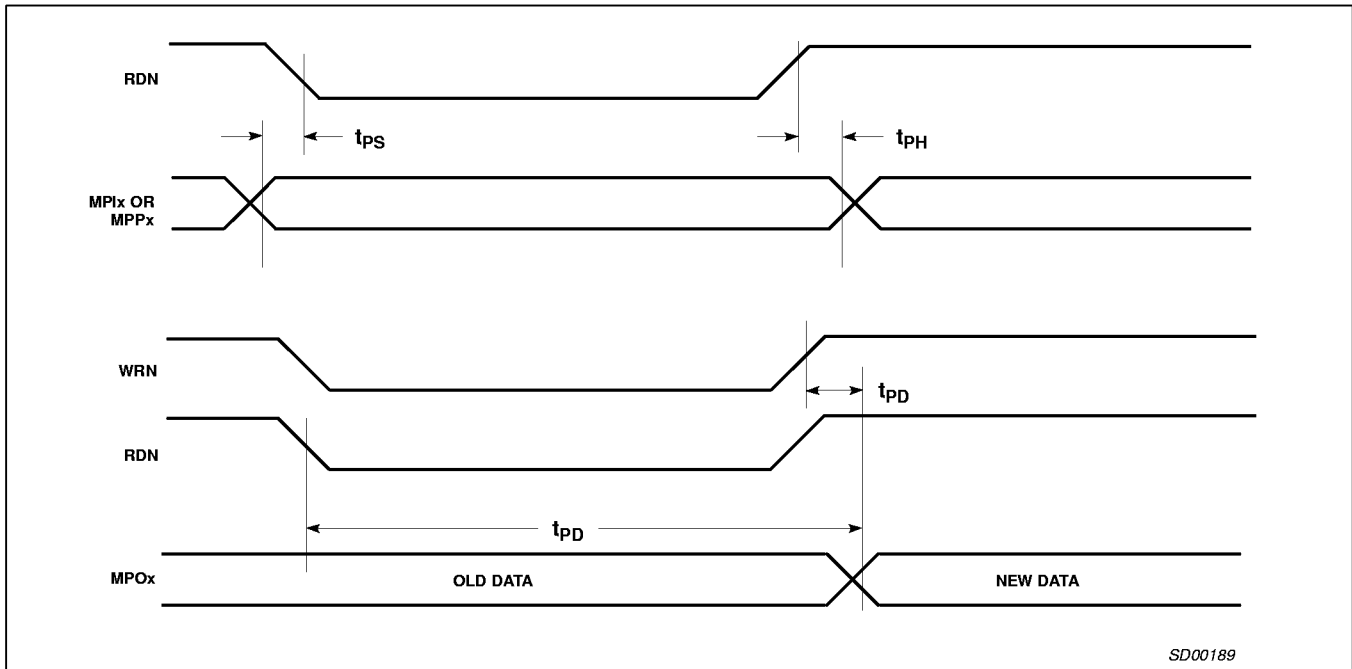 RDN
tPS
tPH
MPIx OR
MPPx
WRN
tPD
RDN
tPD
MPOx
OLD DATA
NEW DATA
SD00189